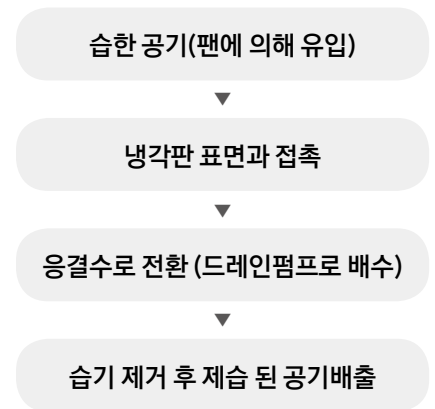 습한 공기(팬에 의해 유입)
냉각판 표면과 접촉
응결수로 전환 (드레인펌프로 배수)
습기 제거 후 제습 된 공기배출